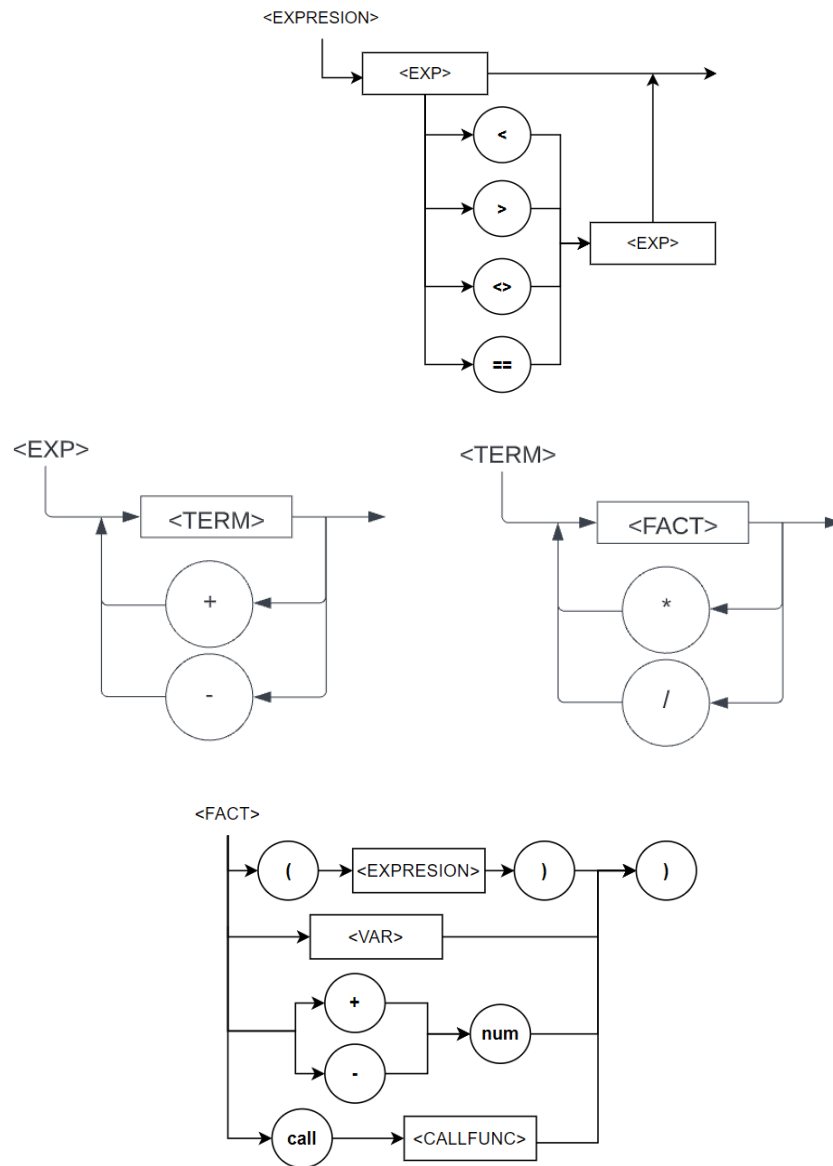 <EXPRESION>
<EXP>
<
>
<EXP>
<>
==
<EXP>
<TERM>
+
-
<TERM>
<FACT>
*
/
<FACT>
( <EXPRESION> ) )
<VAR>
+
num
-
call <CALLFUNC>